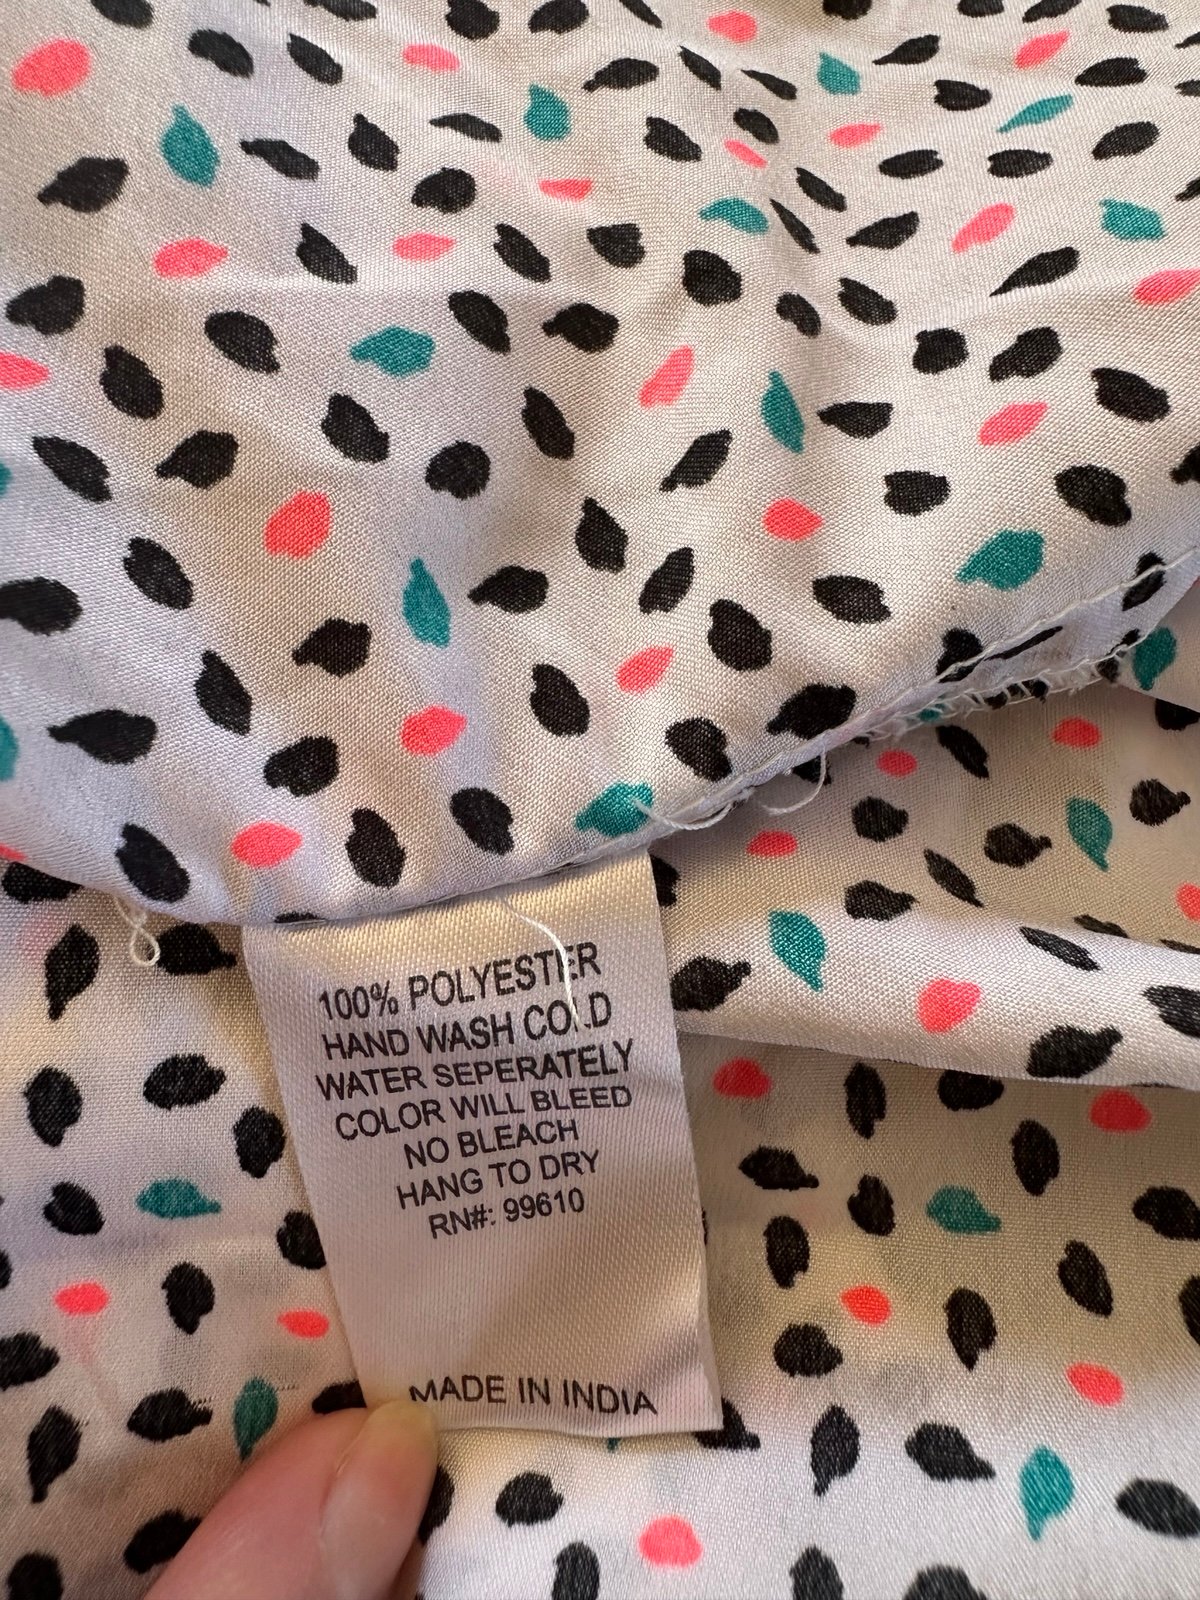 100% POLYESTER
HAND WASH COLD
WATER SEPERATELY
COLOR WILL BLEED
NO BLEACH
HANG TO DRY
RN#: 99610
MADE IN INDIA